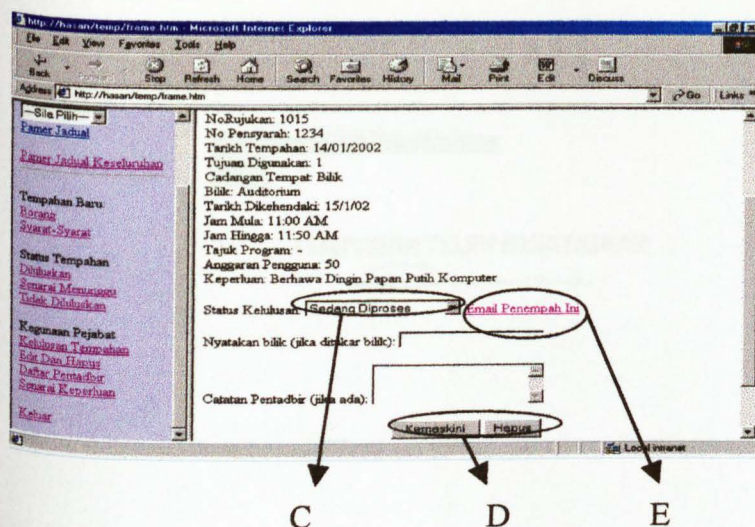 http://hasan/temp/frame.htm - Microsoft Internet Explorer
File Edit View Favorites Tools Help
Back Forward Stop Refresh Home Search Favorites History Mail Print Edit Discuss
Address http://hasan/temp/frame.htm Go Links »
--Sila Pilih--
Pamer Jadual
Pamer Jadual Keseluruhan
Tempahan Baru
Borang
Syarat-Syarat
Status Tempahan
Diluluskan
Senarai Menunggu
Tidak Diluluskan
Kegunaan Pejabat
Kelulusan Tempahan
Edit Dan Hapus
Daftar Pentadbir
Senarai Keperluan
Keluar
NoRujukan: 1015
No Pensyarah: 1234
Tarikh Tempahan: 14/01/2002
Tujuan Digunakan: 1
Cadangan Tempat: Bilik
Bilik: Auditorium
Tarikh Dikehendaki: 15/1/02
Jam Mula: 11:00 AM
Jam Hingga: 11:50 AM
Tajuk Program: -
Anggaran Pengguna: 50
Keperluan: Berhawa Dingin Papan Putih Komputer
Status Kelulusan: Sedang Diproses Email Penempah Ini
Nyatakan bilik (jika ditukar bilik):
Catatan Pentadbir (jika ada):
Kemaskini Hapus
Local intranet
C D E